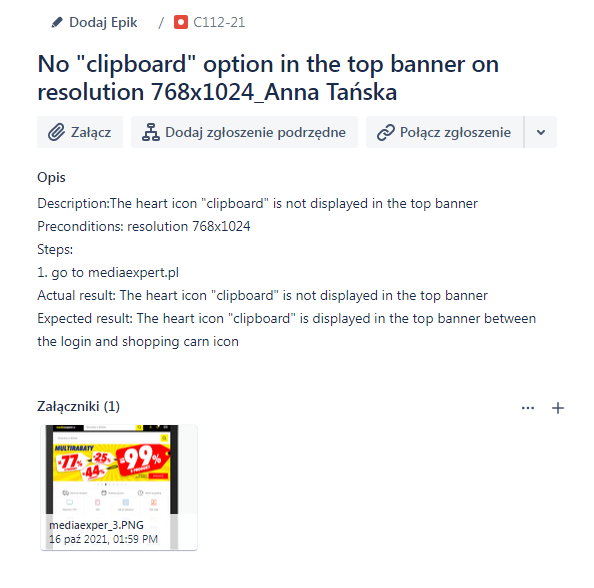 Dodaj Epik / C112-21
No "clipboard" option in the top banner on
resolution 768x1024_Anna Tańska
Załącz Dodaj zgłoszenie podrzędne Połącz zgłoszenie
Opis
Description:The heart icon "clipboard" is not displayed in the top banner
Preconditions: resolution 768x1024
Steps:
1. go to mediaexpert.pl
Actual result: The heart icon "clipboard" is not displayed in the top banner
Expected result: The heart icon "clipboard" is displayed in the top banner between
the login and shopping carn icon
Załączniki (1)
MULTIRABATY
-77%
-25%
-44%
-99%
mediaexper_3.PNG
16 paź 2021, 01:59 PM